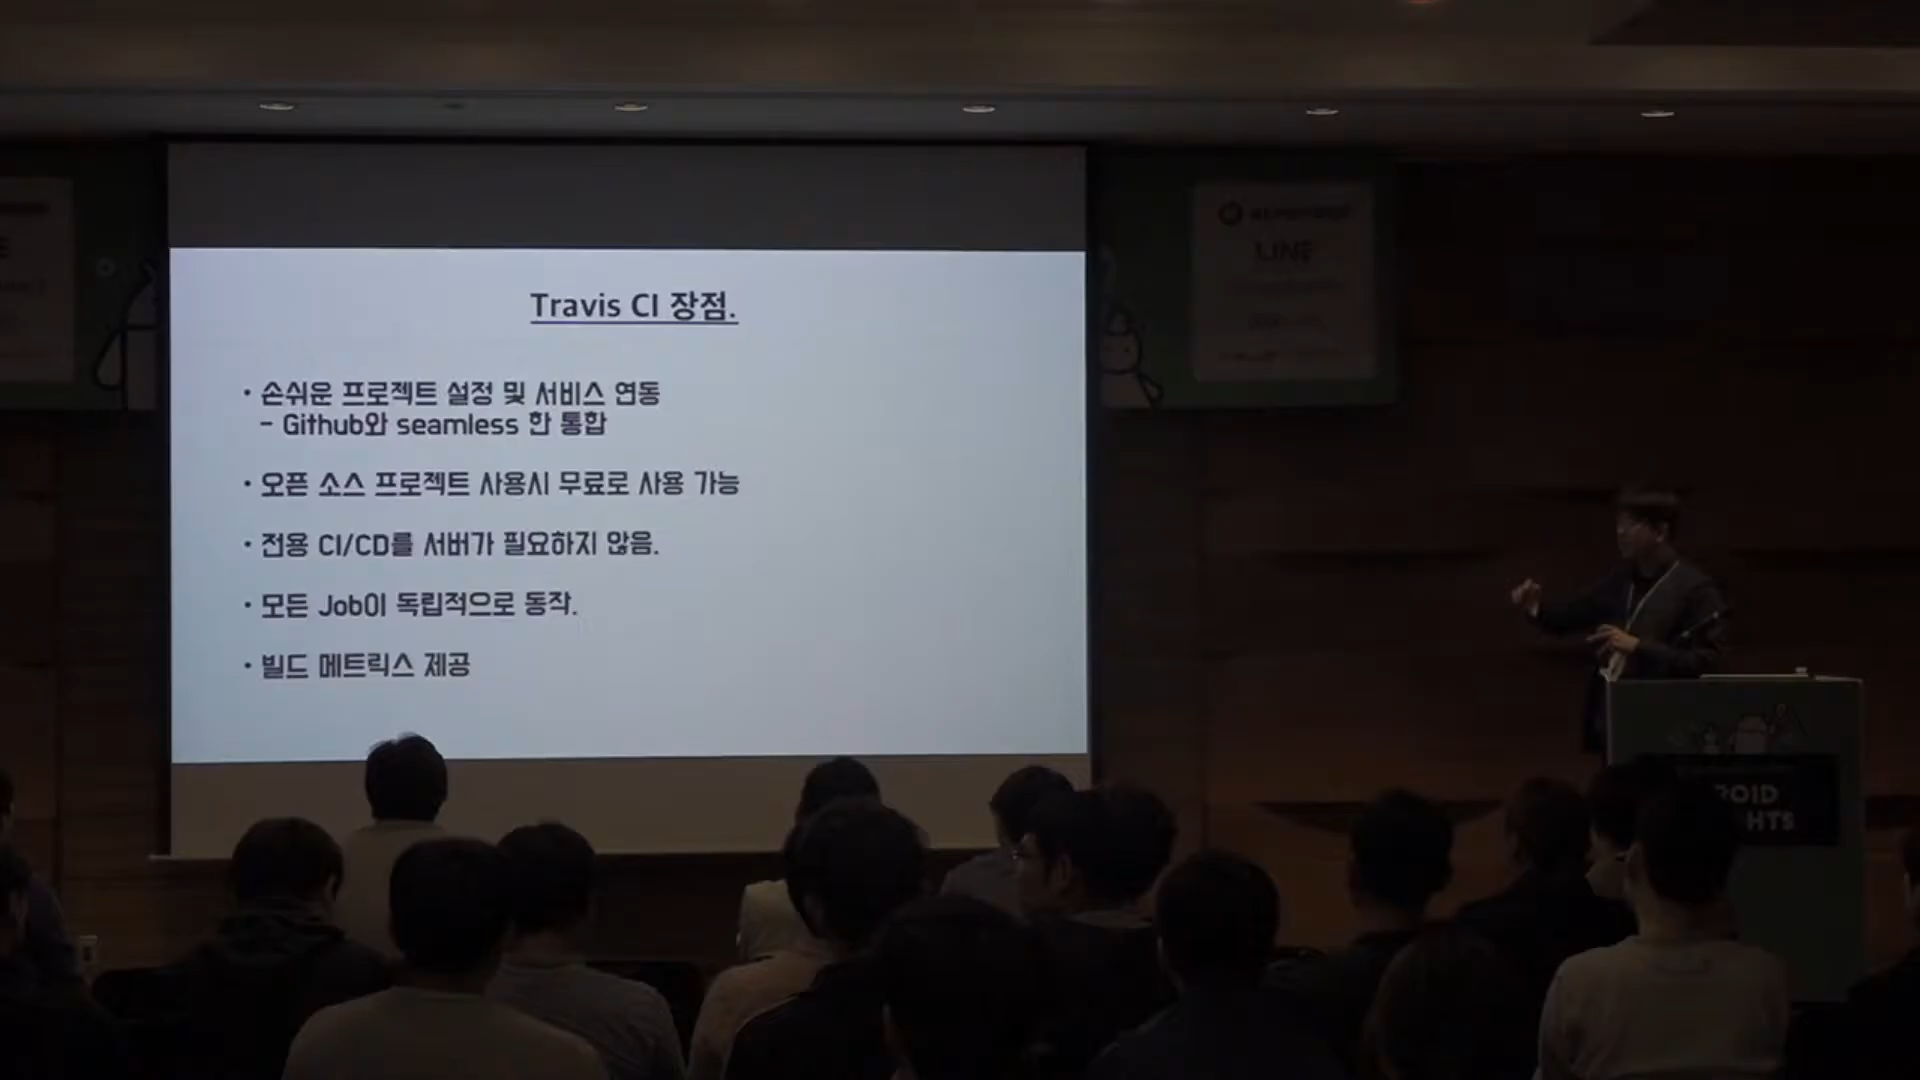 Travis CI 장점.
• 손쉬운 프로젝트 설정 및 서비스 연동
- Github와 seamless 한 통합
• 오픈 소스 프로젝트 사용시 무료로 사용 가능
• 전용 CI/CD를 서버가 필요하지 않음.
• 모든 Job이 독립적으로 동작.
• 빌드 메트릭스 제공
LINE
ROID
HTS